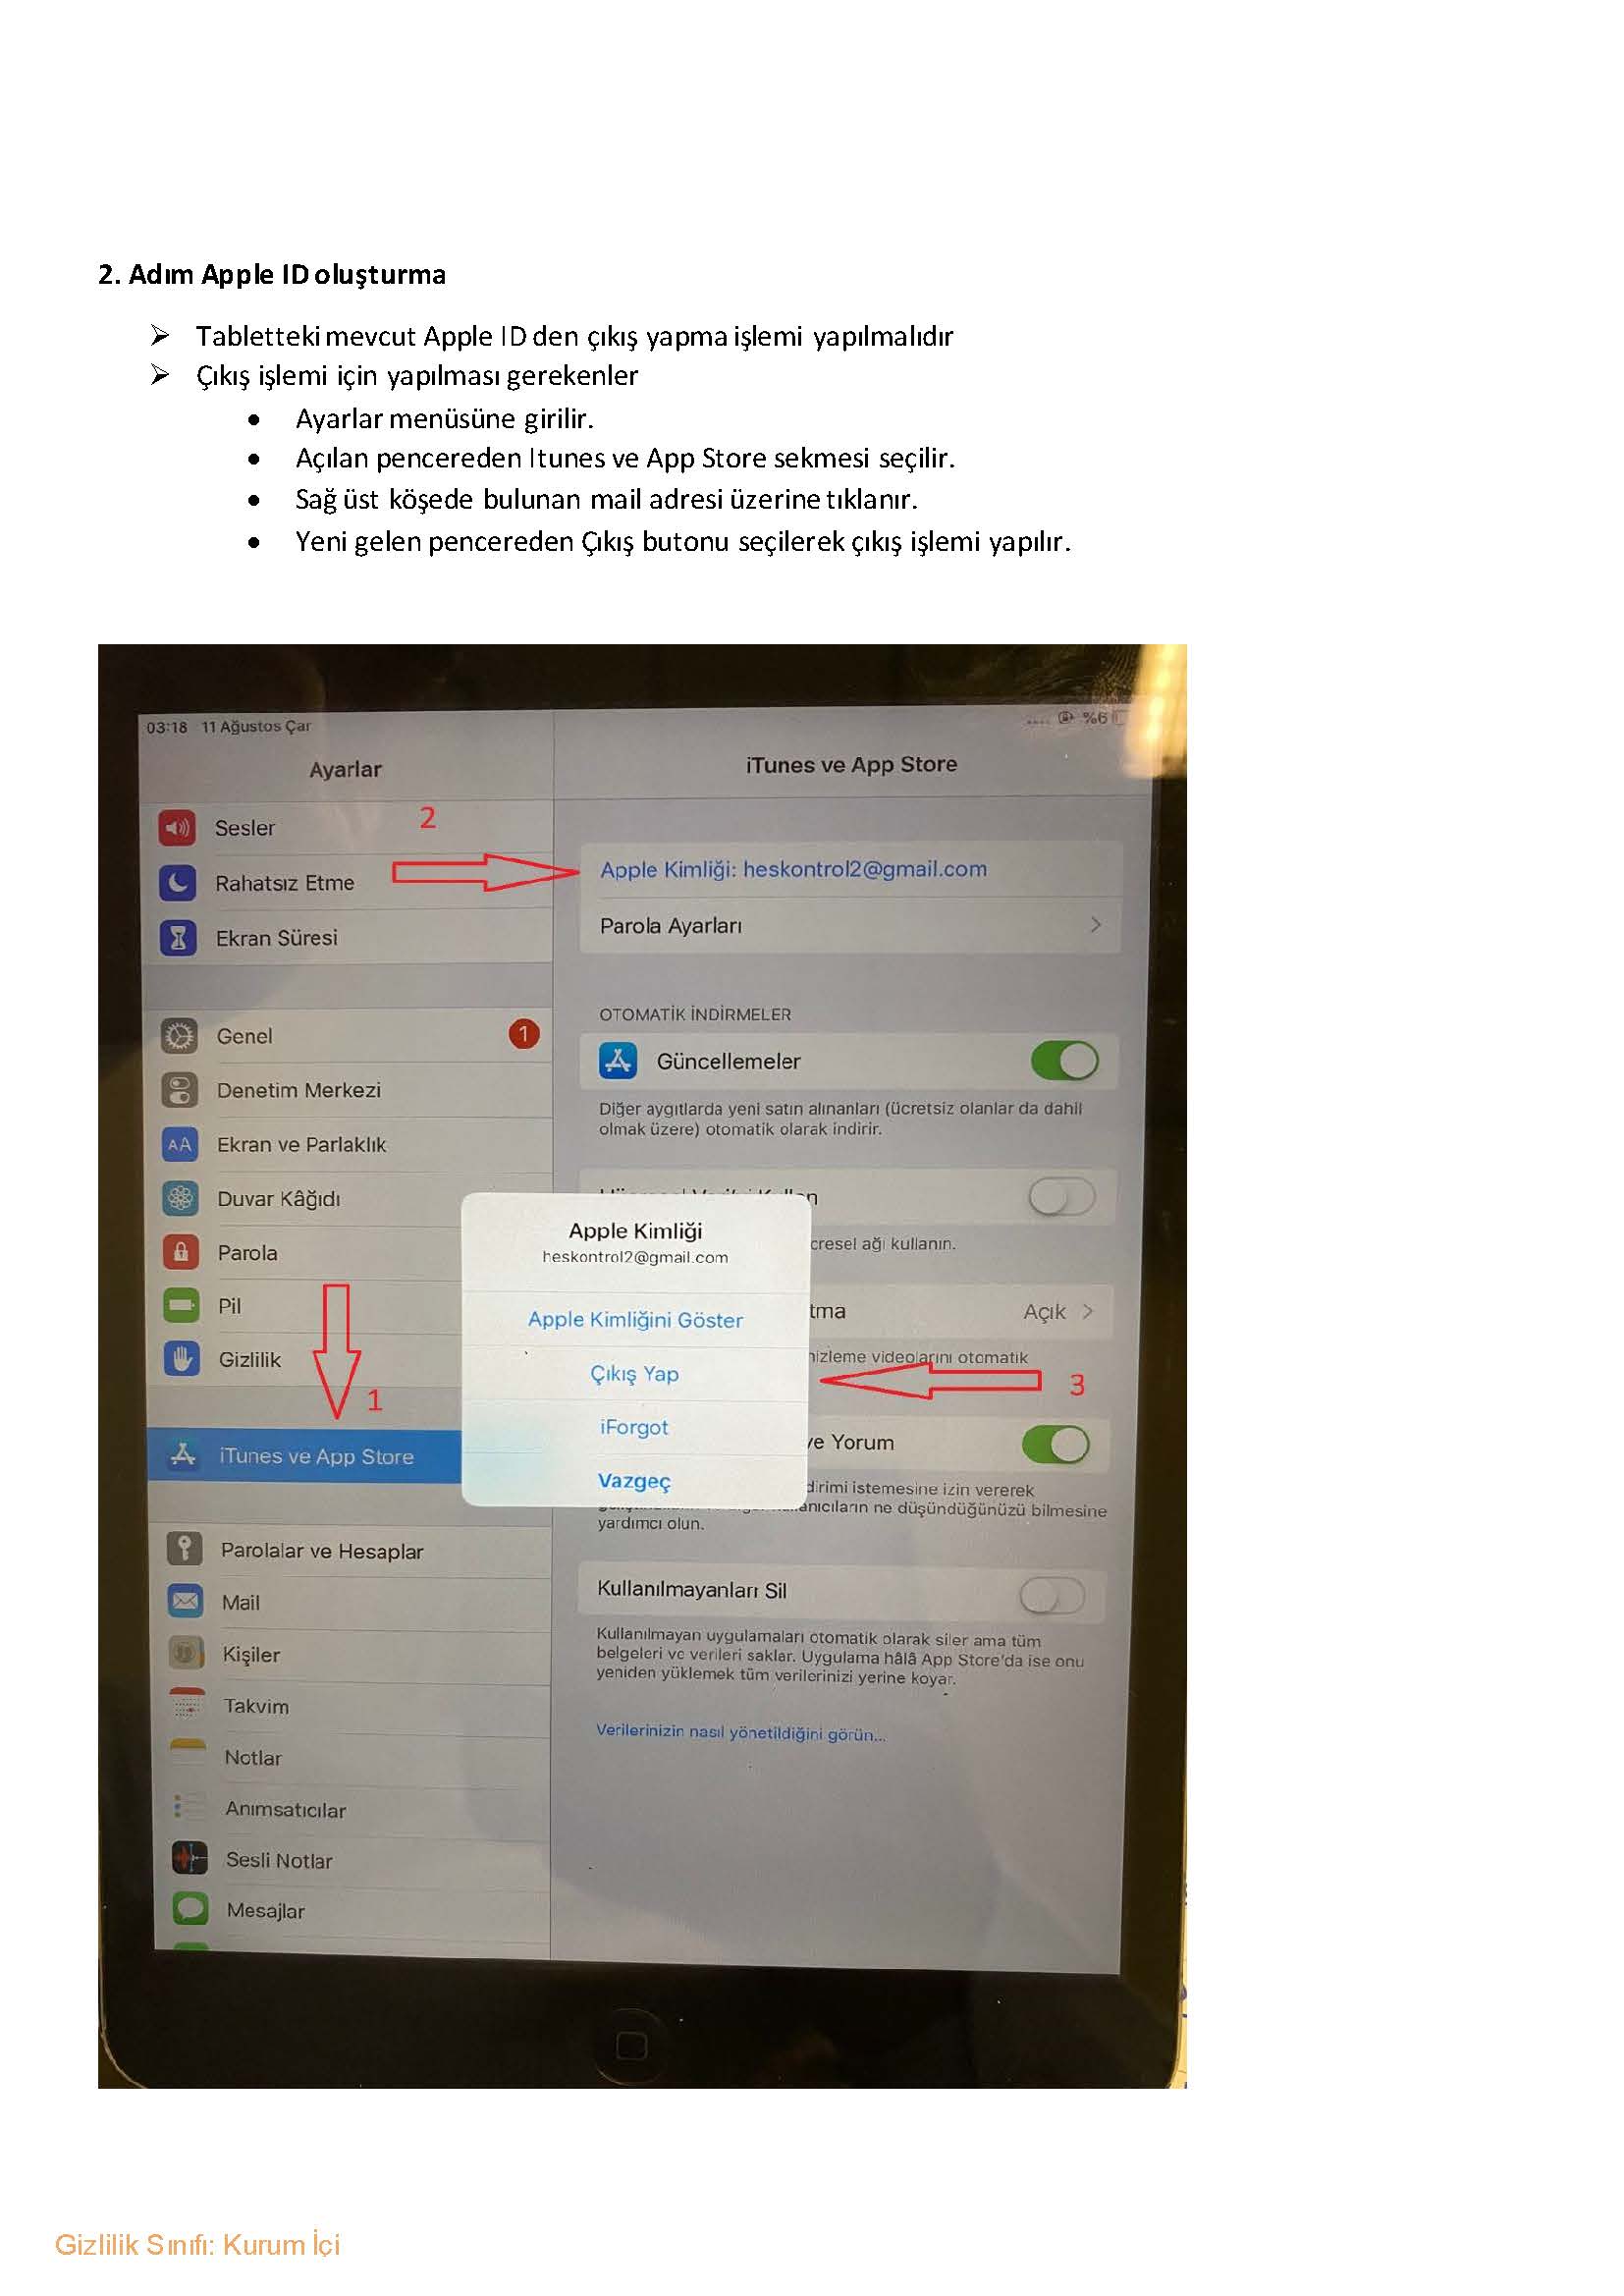 2. Adım Apple ID oluşturma
Tabletteki mevcut Apple ID den çıkış yapma işlemi yapılmalıdır
Çıkış işlemi için yapılması gerekenler
Ayarlar menüsüne girilir.
Açılan pencereden Itunes ve App Store sekmesi seçilir.
Sağ üst köşede bulunan mail adresi üzerine tıklanır.
Yeni gelen pencereden Çıkış butonu seçilerek çıkış işlemi yapılır.
03:18 11 Ağustos Çar
%6
Ayarlar
Sesler
2
Rahatsız Etme
Ekran Süresi
Genel
1
Denetim Merkezi
Ekran ve Parlaklık
Duvar Kâğıdı
Parola
Pil
Gizlilik
1
iTunes ve App Store
Parolalar ve Hesaplar
Mail
Kişiler
Takvim
Notlar
Anımsatıcılar
Sesli Notlar
Mesajlar
iTunes ve App Store
Apple Kimliği: heskontrol2@gmail.com
Parola Ayarları
OTOMATİK İNDİRMELER
Güncellemeler
Diğer aygıtlarda yeni satın alınanları (ücretsiz olanlar da dahil
olmak üzere) otomatik olarak indirir.
cresel ağı kullanın.
tma Açık
nizleme videolarını otomatik
3
ve Yorum
dirimi istemesine izin vererek
anıcıların ne düşündüğünüzü bilmesine
yardımcı olun.
Kullanılmayanları Sil
Kullanılmayan uygulamaları otomatik olarak siler ama tüm
belgeleri ve verileri saklar. Uygulama hâlâ App Store'da ise onu
yeniden yüklemek tüm verilerinizi yerine koyar.
Verilerinizin nasıl yönetildiğini görün...
Apple Kimliği
heskontrol2@gmail.com
Apple Kimliğini Göster
Çıkış Yap
iForgot
Vazgeç
Gizlilik Sınıfı: Kurum İçi